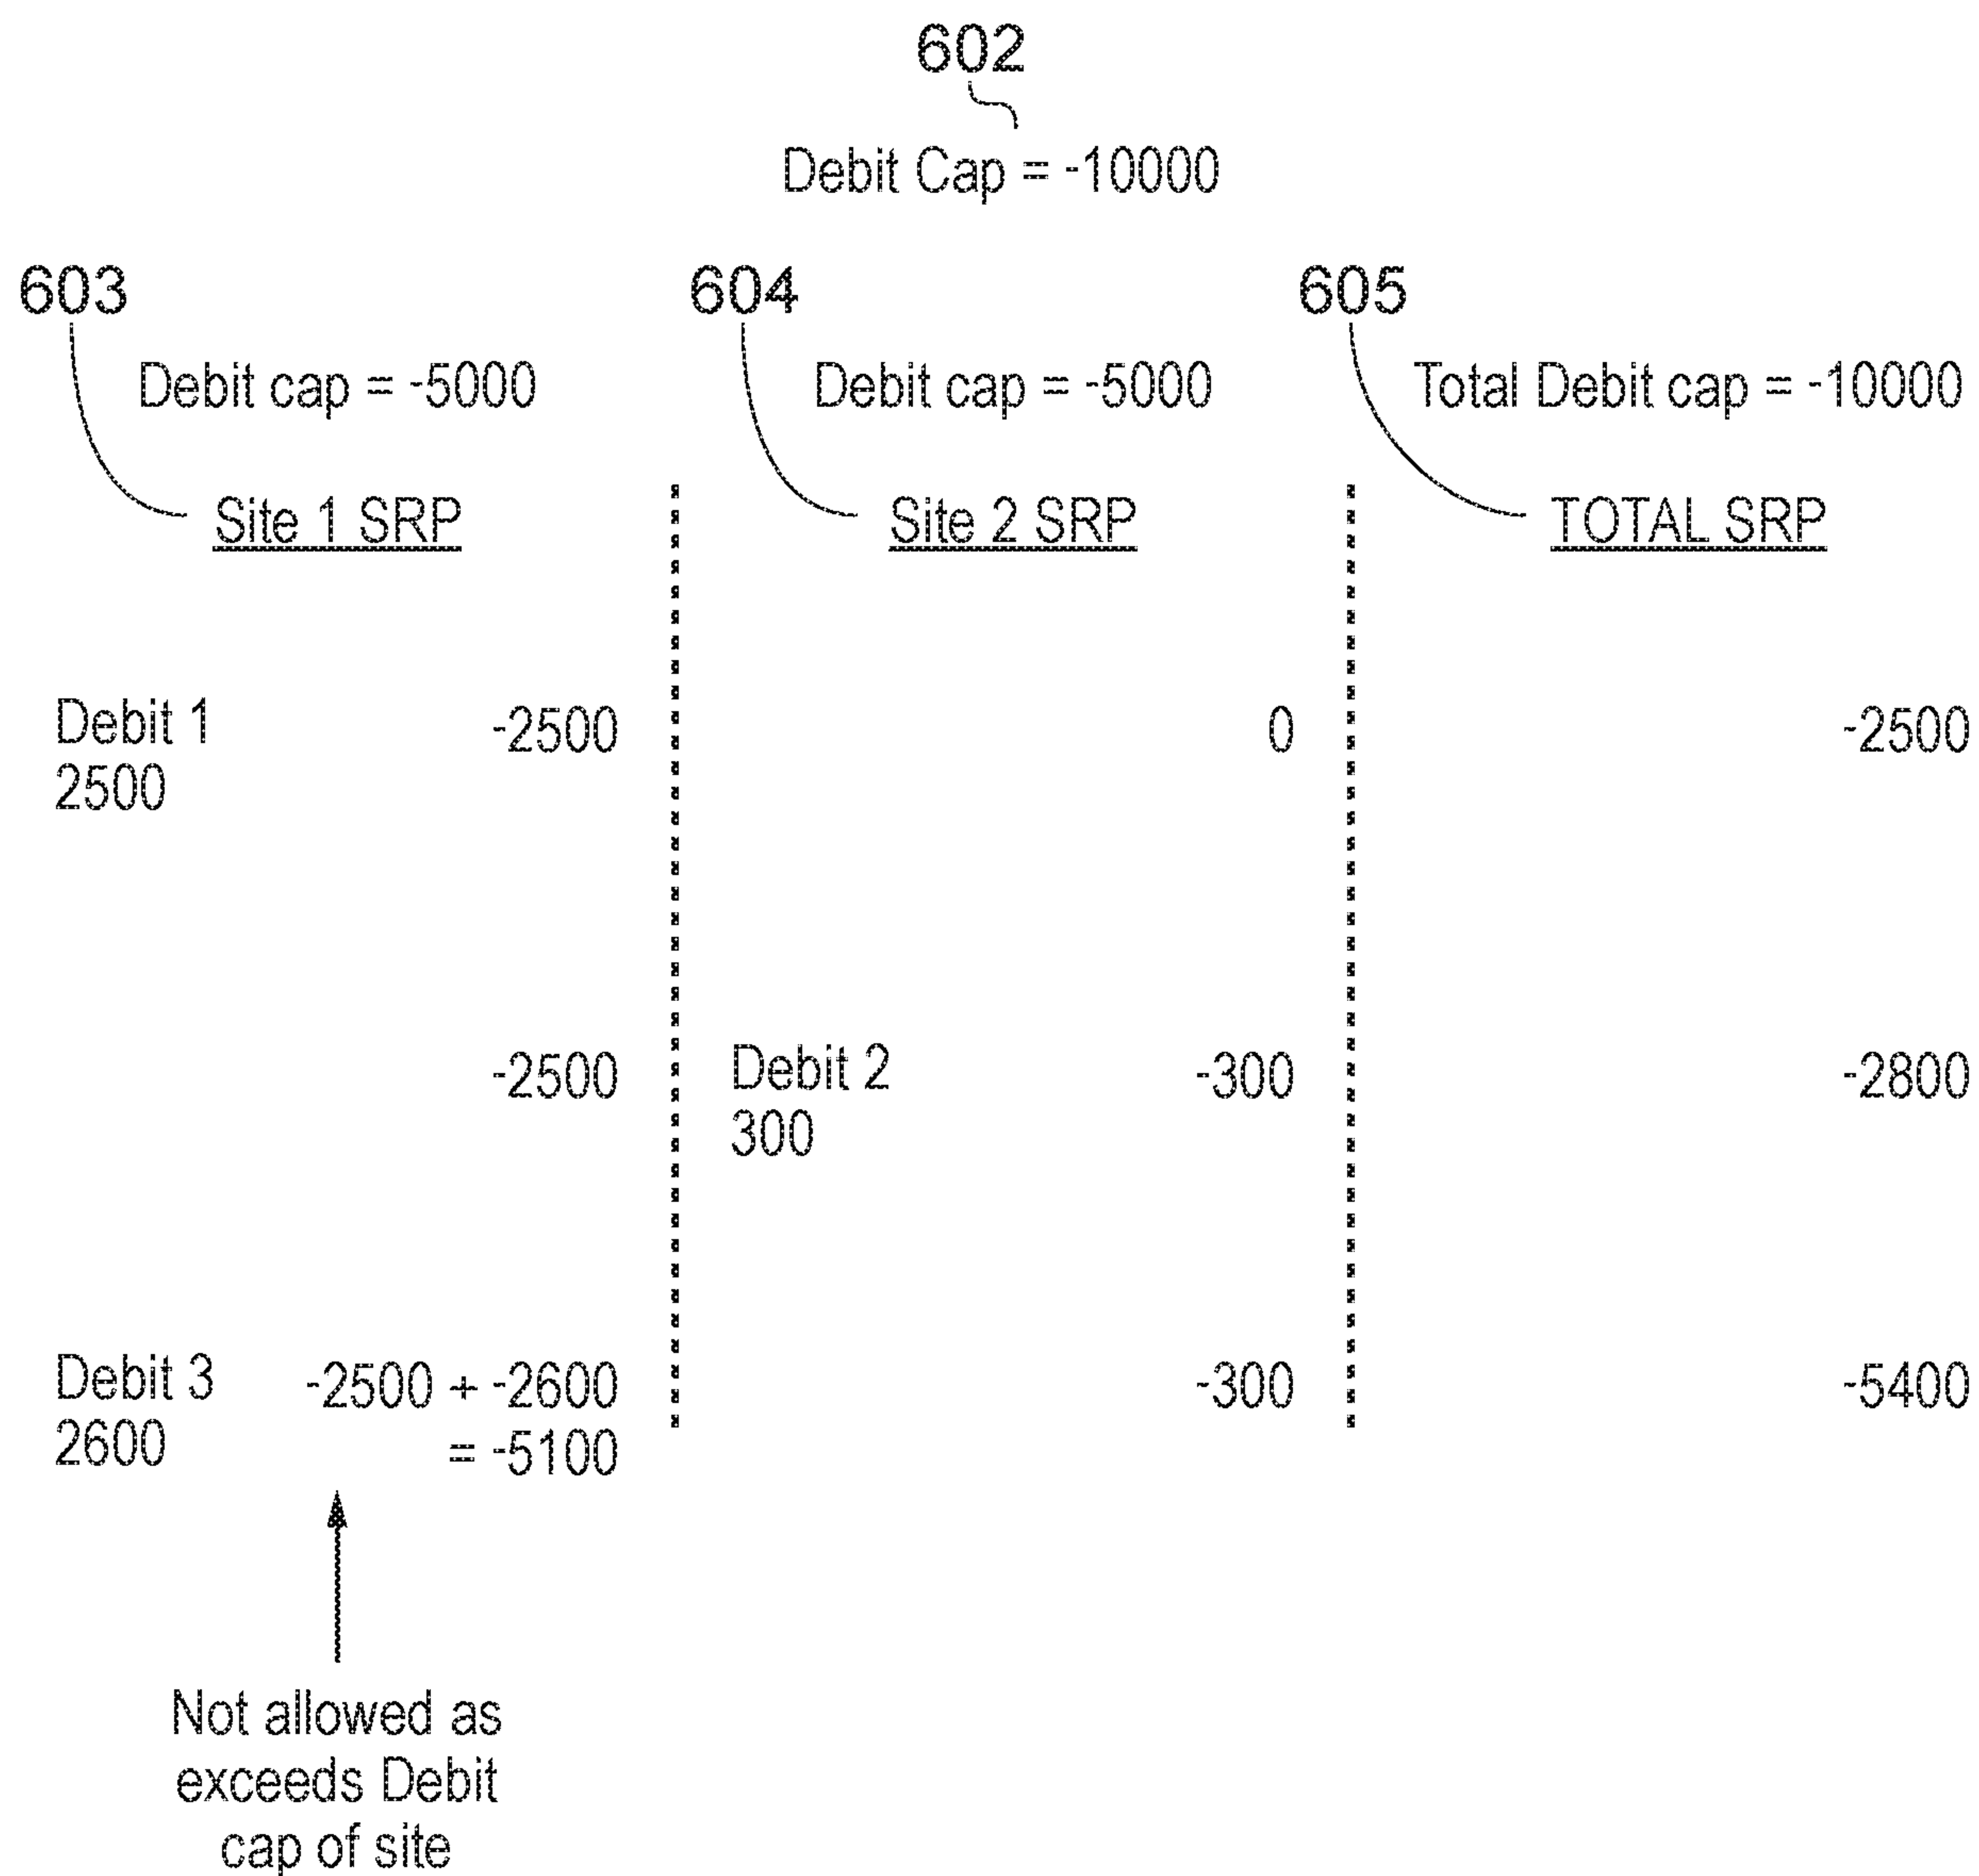 602
Debit Cap = -10000
603
604
605
Debit cap = -5000
Debit cap = -5000
Total Debit cap = -10000
Site 1 SRP
Site 2 SRP
TOTAL SRP
Debit 1
2500
-2500
0
-2500
-2500
Debit 2
300
-300
-2800
Debit 3
2600
-2500 + -2600
= -5100
-300
-5400
Not allowed as
exceeds Debit
cap of site